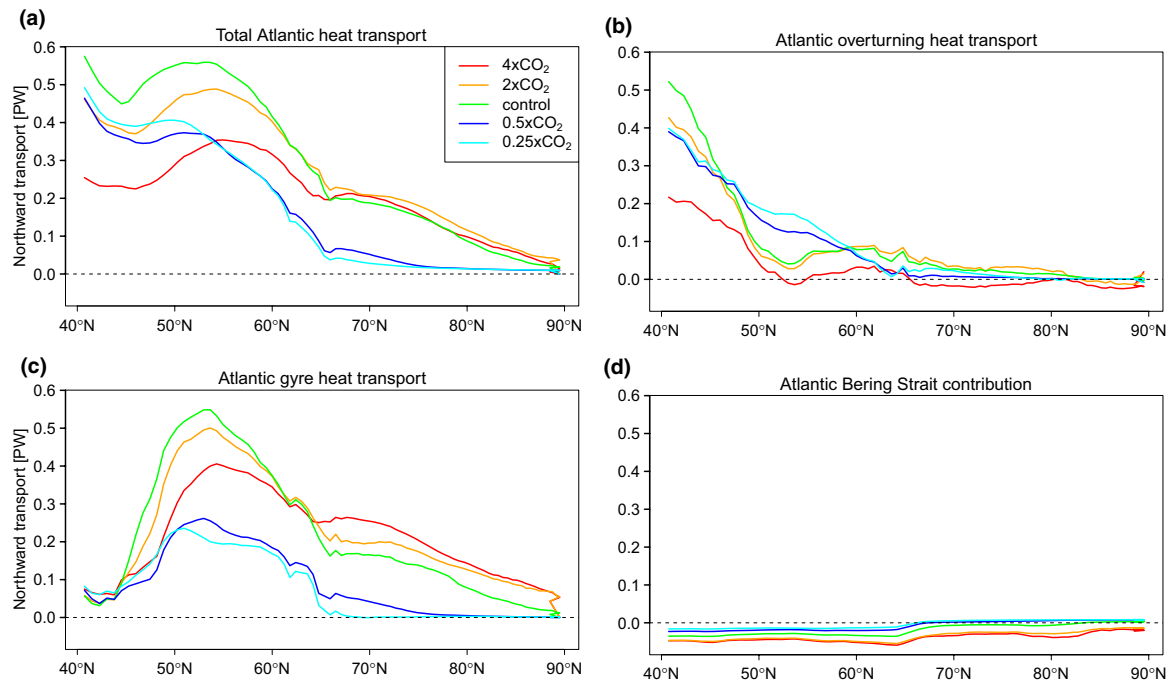 (a)
Total Atlantic heat transport
Northward transport [PW]
0.6
0.5
0.4
0.3
0.2
0.1
0.0
40°N 50°N 60°N 70°N 80°N 90°N
4xCO₂
2xCO₂
control
0.5xCO₂
0.25xCO₂
(b)
Atlantic overturning heat transport
0.6
0.5
0.4
0.3
0.2
0.1
0.0
40°N 50°N 60°N 70°N 80°N 90°N
(c)
Atlantic gyre heat transport
Northward transport [PW]
0.6
0.5
0.4
0.3
0.2
0.1
0.0
40°N 50°N 60°N 70°N 80°N 90°N
(d)
Atlantic Bering Strait contribution
0.6
0.5
0.4
0.3
0.2
0.1
0.0
40°N 50°N 60°N 70°N 80°N 90°N